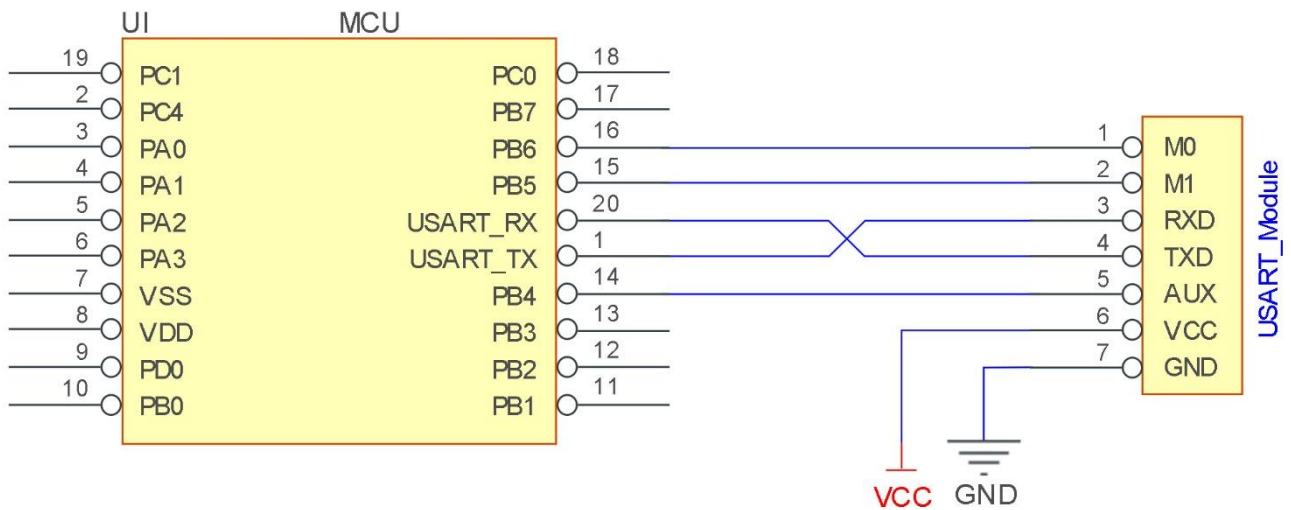 UI MCU
19 PC1 PC0 18
2 PC4 PB7 17
3 PA0 PB6 16 1 M0
4 PA1 PB5 15 2 M1
5 PA2 USART_RX 20 3 RXD
6 PA3 USART_TX 1 4 TXD
7 VSS PB4 14 5 AUX
8 VDD PB3 13 6 VCC
9 PD0 PB2 12 7 GND
10 PB0 PB1 11
USART_Module
VCC GND